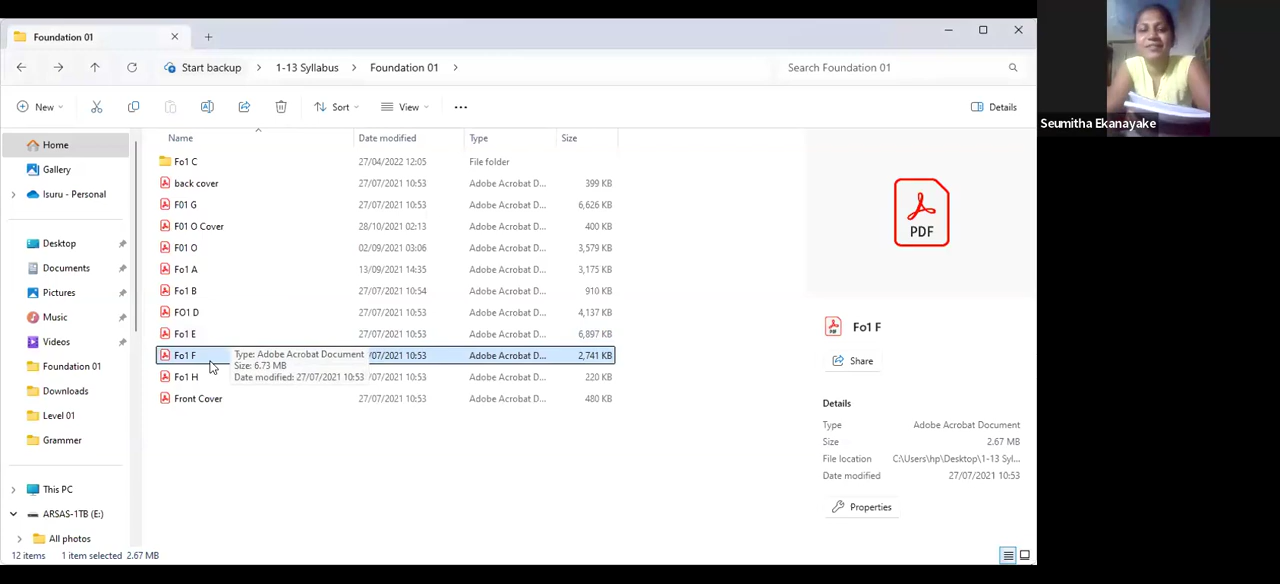 Foundation 01
Start backup > 1-13 Syllabus > Foundation 01 >
Search Foundation 01
New
Sort
View
Details
Home
Gallery
Isuru - Personal
Desktop
Documents
Pictures
Music
Videos
Foundation 01
Downloads
Level 01
Grammer
This PC
ARSAS-1TB (E:)
All photos
Name Date modified Type Size
Fo1 C 27/04/2022 12:05 File folder
back cover 27/07/2021 10:53 Adobe Acrobat D... 399 KB
F01 G 27/07/2021 10:53 Adobe Acrobat D... 6,626 KB
F01 O Cover 28/10/2021 02:13 Adobe Acrobat D... 400 KB
F01 O 02/09/2021 03:06 Adobe Acrobat D... 3,579 KB
Fo1 A 13/09/2021 14:35 Adobe Acrobat D... 3,175 KB
Fo1 B 27/07/2021 10:54 Adobe Acrobat D... 910 KB
FO1 D 27/07/2021 10:53 Adobe Acrobat D... 4,137 KB
Fo1 E 27/07/2021 10:53 Adobe Acrobat D... 6,897 KB
Fo1 F /07/2021 10:53 Adobe Acrobat D... 2,741 KB
Type: Adobe Acrobat Document
Size: 6.73 MB
Date modified: 27/07/2021 10:53
Fo1 H /07/2021 10:53 Adobe Acrobat D... 220 KB
Front Cover 27/07/2021 10:53 Adobe Acrobat D... 480 KB
PDF
Fo1 F
Share
Details
Type Adobe Acrobat Document
Size 2.67 MB
File location C:\Users\hp\Desktop\1-13 Syl...
Date modified 27/07/2021 10:53
Properties
12 items 1 item selected 2.67 MB
Seumitha Ekanayake